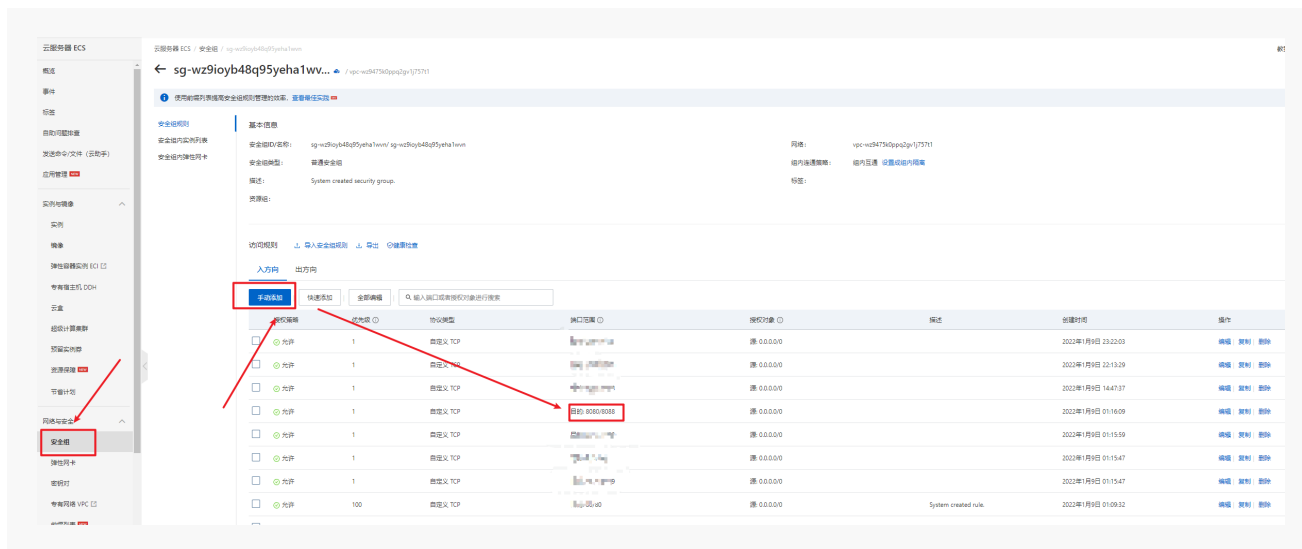 云服务器 ECS
云服务器 ECS / 安全组 / sg-wz9ioyb48q95yeha1wvn
概览
← sg-wz9ioyb48q95yeha1wv... / vpc-wz9475k0ppq2gv1j757t1
事件
使用前缀列表提高安全组规则管理的效率，查看最佳实践
标签
自助问题排查
发送命令/文件（云助手）
应用管理
安全组规则
安全组内实例列表
安全组内弹性网卡
基本信息
安全组ID/名称： sg-wz9ioyb48q95yeha1wvn/ sg-wz9ioyb48q95yeha1wvn
网络： vpc-wz9475k0ppq2gv1j757t1
安全组类型： 普通安全组
组内连通策略： 组内互通 设置成组内隔离
描述： System created security group.
标签：
资源组：
实例与镜像
实例
镜像
弹性容器实例 ECI
专有宿主机 DDH
云盒
超级计算集群
预留实例券
资源保障
节省计划
网络与安全
安全组
弹性网卡
密钥对
专有网络 VPC
访问规则 导入安全组规则 导出 健康检查
入方向 出方向
手动添加 快速添加 全部编辑 输入端口或者授权对象进行搜索
授权策略 优先级 协议类型 端口范围 授权对象 描述 创建时间 操作
允许 1 自定义 TCP 源: 0.0.0.0/0 2022年1月9日 23:22:03 编辑 复制 删除
允许 1 自定义 TCP 源: 0.0.0.0/0 2022年1月9日 22:13:29 编辑 复制 删除
允许 1 自定义 TCP 源: 0.0.0.0/0 2022年1月9日 14:47:37 编辑 复制 删除
允许 1 自定义 TCP 目的: 8080/8088 源: 0.0.0.0/0 2022年1月9日 01:16:09 编辑 复制 删除
允许 1 自定义 TCP 源: 0.0.0.0/0 2022年1月9日 01:15:59 编辑 复制 删除
允许 1 自定义 TCP 源: 0.0.0.0/0 2022年1月9日 01:15:47 编辑 复制 删除
允许 1 自定义 TCP 源: 0.0.0.0/0 2022年1月9日 01:15:47 编辑 复制 删除
允许 100 自定义 TCP 源: 0.0.0.0/0 System created rule. 2022年1月9日 01:09:32 编辑 复制 删除